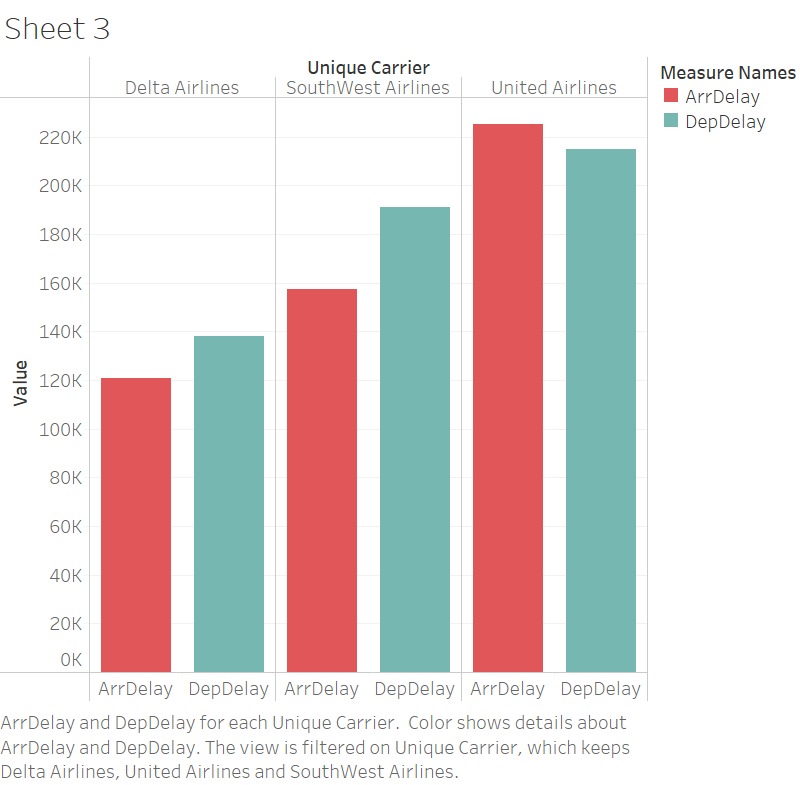 Sheet 3
Unique Carrier
Delta Airlines SouthWest Airlines United Airlines
Measure Names
ArrDelay
DepDelay
220K
200K
180K
160K
140K
120K
100K
80K
60K
40K
20K
0K
Value
ArrDelay DepDelay ArrDelay DepDelay ArrDelay DepDelay
ArrDelay and DepDelay for each Unique Carrier.  Color shows details about
ArrDelay and DepDelay. The view is filtered on Unique Carrier, which keeps
Delta Airlines, United Airlines and SouthWest Airlines.